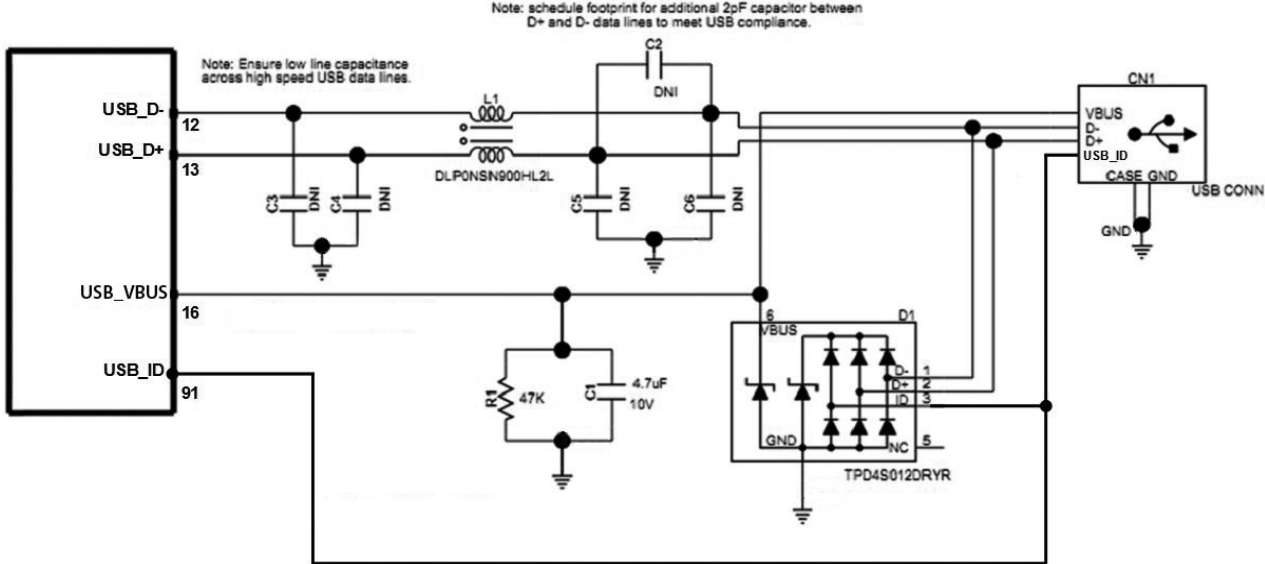 Note: schedule footprint for additional 2pF capacitor between
D+ and D- data lines to meet USB compliance.
Note: Ensure low line capacitance
across high speed USB data lines.
C2
DNI
CN1
USB_D-
12
L1
VBUS
D-
D+
USB_ID
USB_D+
13
DLP0NSN900HL2L
CASE GND
USB CONN
C3
DNI
C4
DNI
C5
DNI
C6
DNI
GND
USB_VBUS
16
6
D1
VBUS
USB_ID
91
D- 1
D+ 2
ID 3
R1
47K
C1
4.7uF
10V
GND
NC 5
TPD4S012DRYR